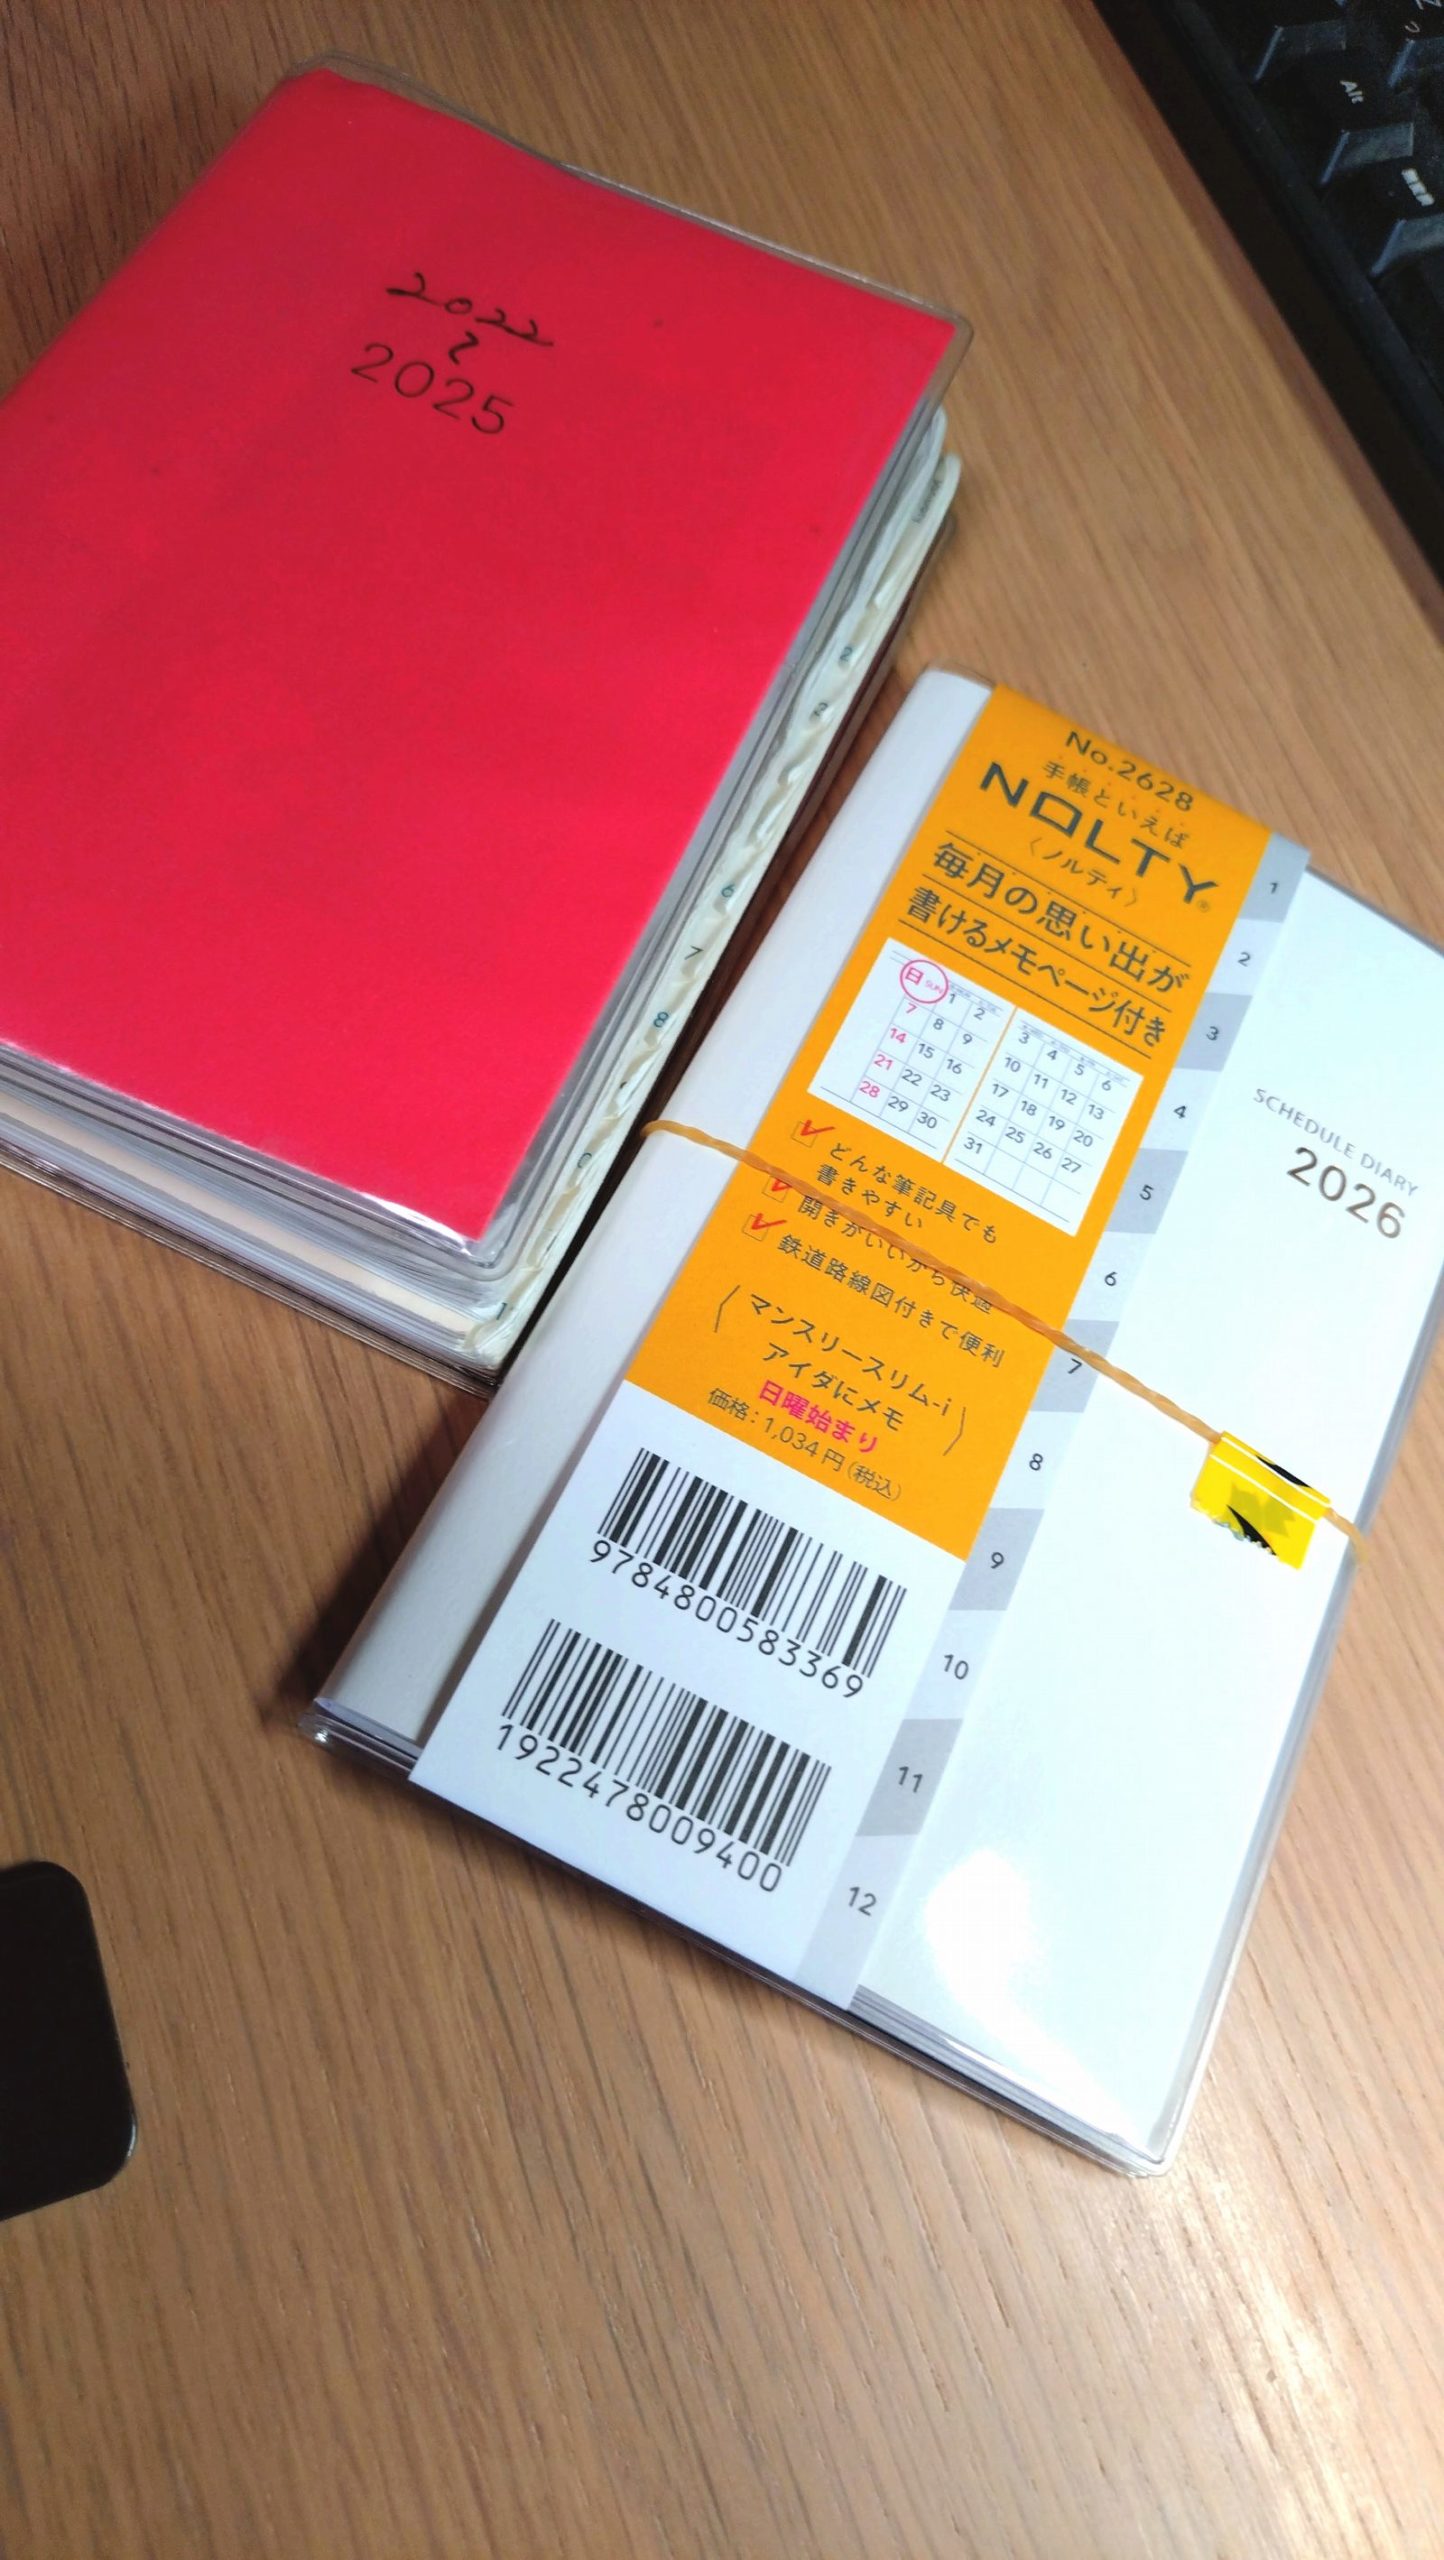 2022
〜
2025
2
3
6
7
8
No.2628
手帳といえば
NOLTY®
〈ノルティ〉
毎月の思い出が
書けるメモページ付き
日 SUN
1 2
7 8 9
14 15 16
21 22 23
28 29 30
3 4 5 6
10 11 12 13
17 18 19 20
24 25 26 27
31
どんな筆記具でも
書きやすい
開きがいいから快適
鉄道路線図付きで便利
マンスリースリム-i
アイダにメモ
日曜始まり
価格：1,034円（税込）
9784800583369
1922478009400
1
2
3
4
5
6
7
8
9
10
11
12
SCHEDULE DIARY
2026
Alt